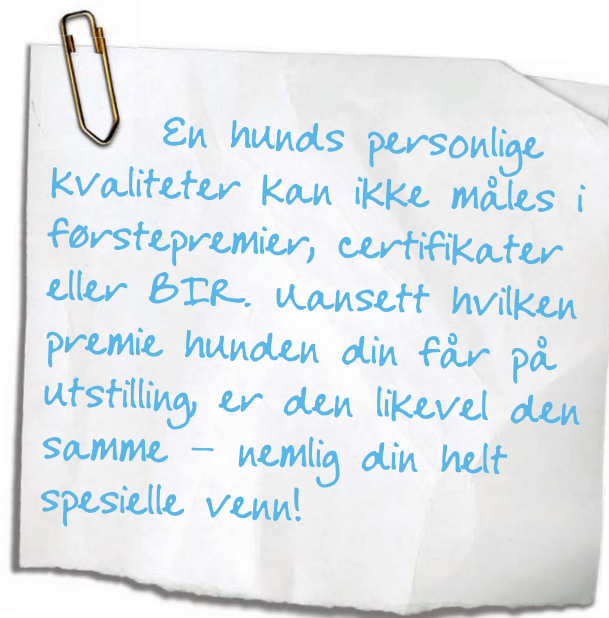 En hunds personlige
kvaliteter kan ikke måles i
førstepremier, certifikater
eller BIR. Uansett hvilken
premie hunden din får på
utstilling, er den likevel den
samme – nemlig din helt
spesielle venn!